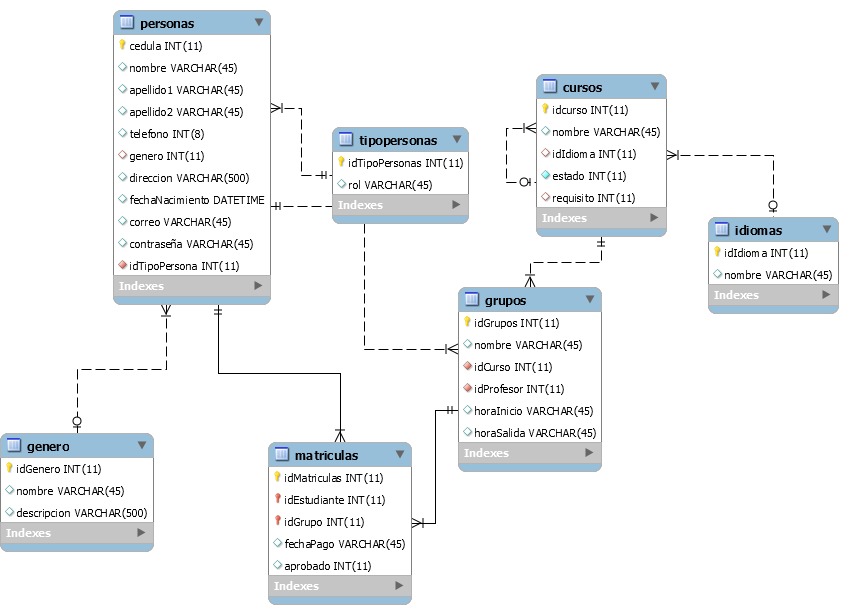 personas
cedula INT(11)
nombre VARCHAR(45)
apellido1 VARCHAR(45)
apellido2 VARCHAR(45)
telefono INT(8)
genero INT(11)
direccion VARCHAR(500)
fechaNacimiento DATETIME
correo VARCHAR(45)
contraseña VARCHAR(45)
idTipoPersona INT(11)
Indexes
tipopersonas
idTipoPersonas INT(11)
rol VARCHAR(45)
Indexes
cursos
idcurso INT(11)
nombre VARCHAR(45)
idIdioma INT(11)
estado INT(11)
requisito INT(11)
Indexes
idiomas
idIdioma INT(11)
nombre VARCHAR(45)
Indexes
grupos
idGrupos INT(11)
nombre VARCHAR(45)
idCurso INT(11)
idProfesor INT(11)
horaInicio VARCHAR(45)
horaSalida VARCHAR(45)
Indexes
genero
idGenero INT(11)
nombre VARCHAR(45)
descripcion VARCHAR(500)
Indexes
matriculas
idMatriculas INT(11)
idEstudiante INT(11)
idGrupo INT(11)
fechaPago VARCHAR(45)
aprobado INT(11)
Indexes